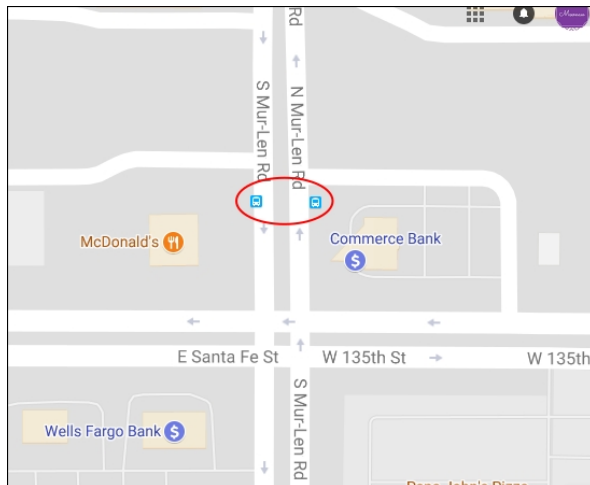 Rd
S Mur-Len Rd
N Mur-Len Rd
McDonald's
Commerce Bank
$
E Santa Fe St
W 135th St
W 135th
S Mur-Len Rd
Wells Fargo Bank
$